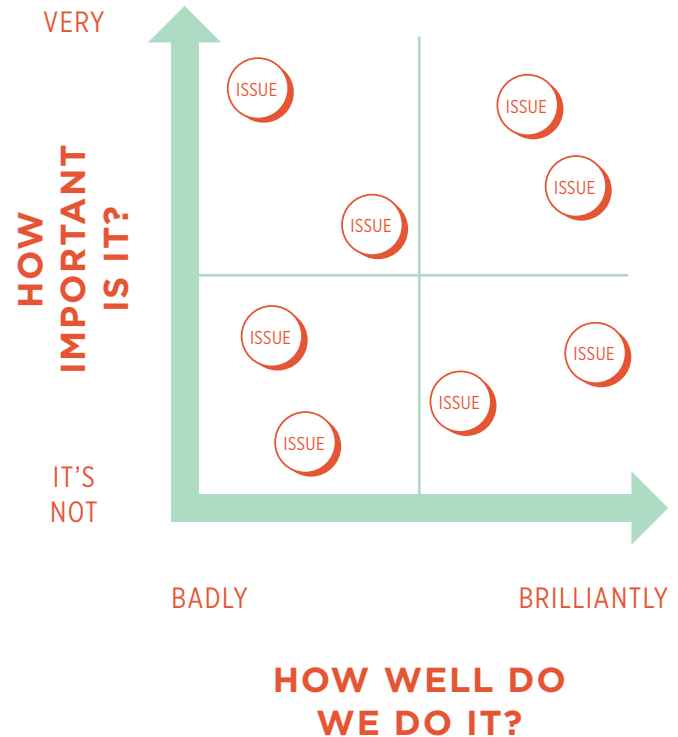 VERY
HOW
IMPORTANT
IS IT?
ISSUE
ISSUE
ISSUE
ISSUE
ISSUE
ISSUE
ISSUE
ISSUE
IT'S
NOT
BADLY
BRILLIANTLY
HOW WELL DO
WE DO IT?